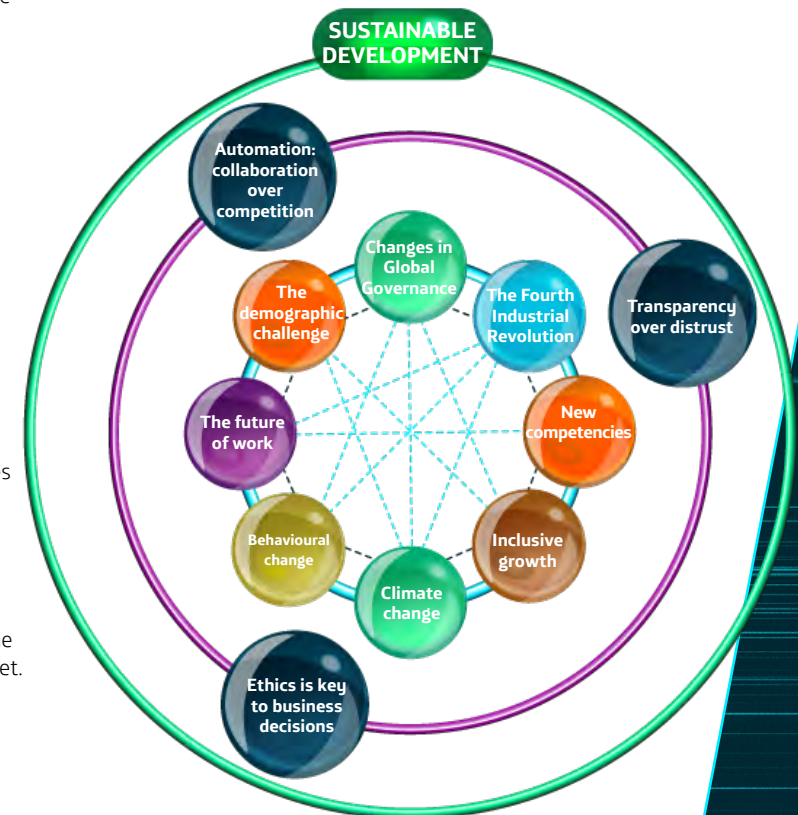 SUSTAINABLE
DEVELOPMENT
Automation:
collaboration
over
competition
Changes in
Global
Governance
The
demographic
challenge
The Fourth
Industrial
Revolution
Transparency
over distrust
The future
of work
New
competencies
Behavioural
change
Inclusive
growth
Climate
change
et.
Ethics is key
to business
decisions